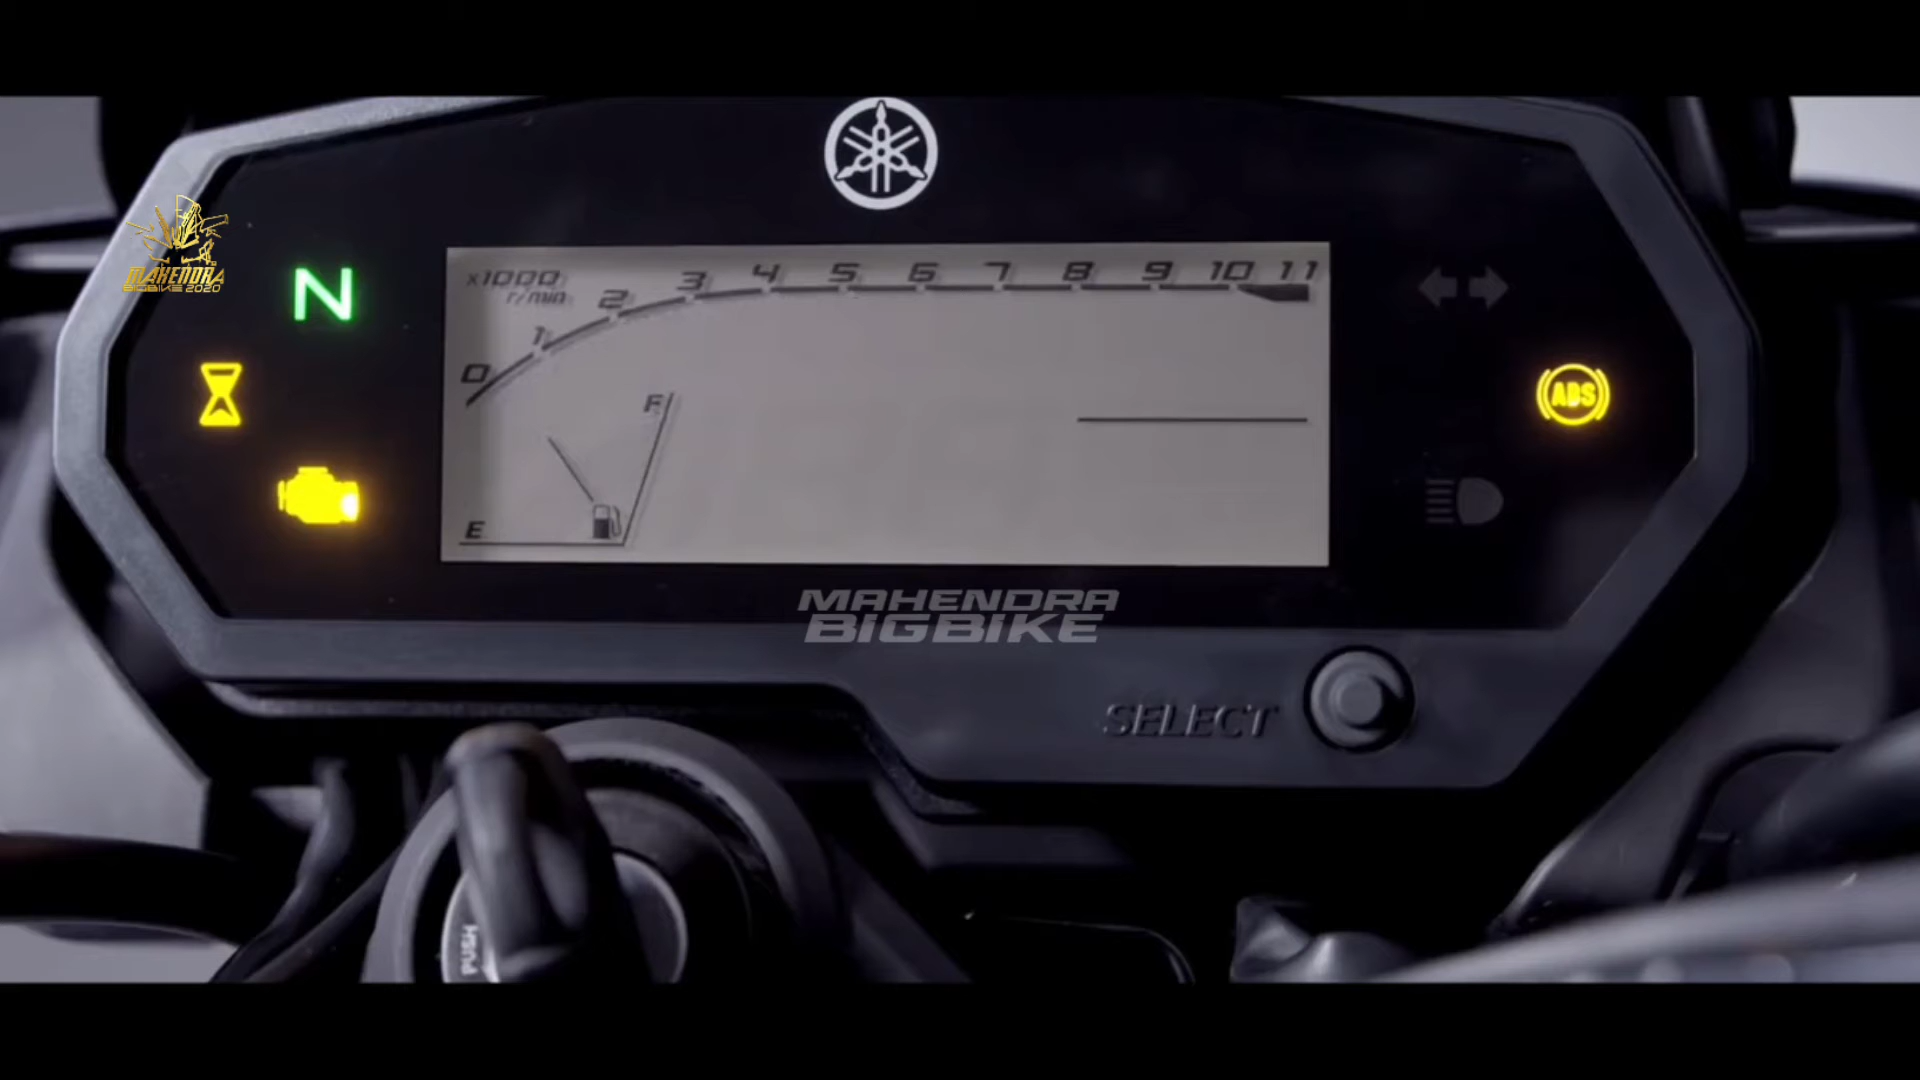 MAHENDRA
BIGBIKE 2020
N
x1000
r/min
0 1 2 3 4 5 6 7 8 9 10 11
ABS
F
E
MAHENDRA
BIGBIKE
SELECT
PUSH